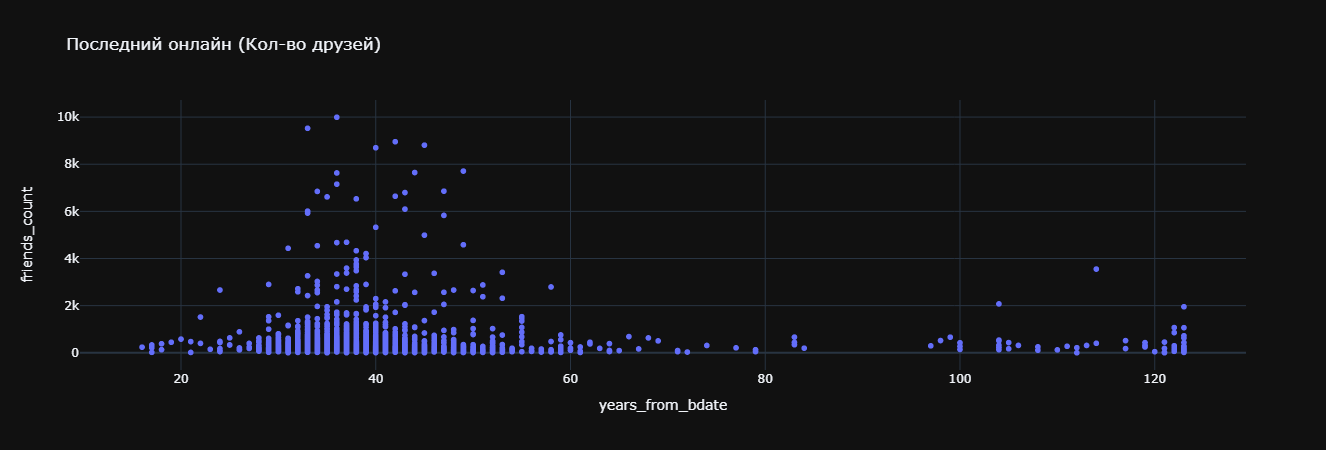 Последний онлайн (Кол-во друзей)
10k
8k
6k
4k
2k
0
friends_count
20
40
60
80
100
120
years_from_bdate